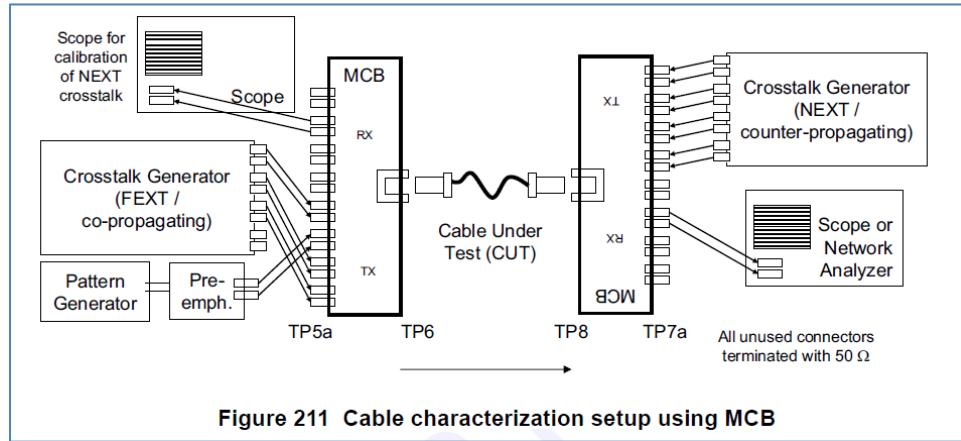 Scope for
calibration
of NEXT
crosstalk
Scope
MCB
RX
TX
Crosstalk Generator
(FEXT /
co-propagating)
Pattern
Generator
Pre-
emph.
TP5a
TP6
Cable Under
Test (CUT)
TX
RX
MCB
TP8
TP7a
Crosstalk Generator
(NEXT /
counter-propagating)
Scope or
Network
Analyzer
All unused connectors
terminated with 50 Ω
Figure 211 Cable characterization setup using MCB